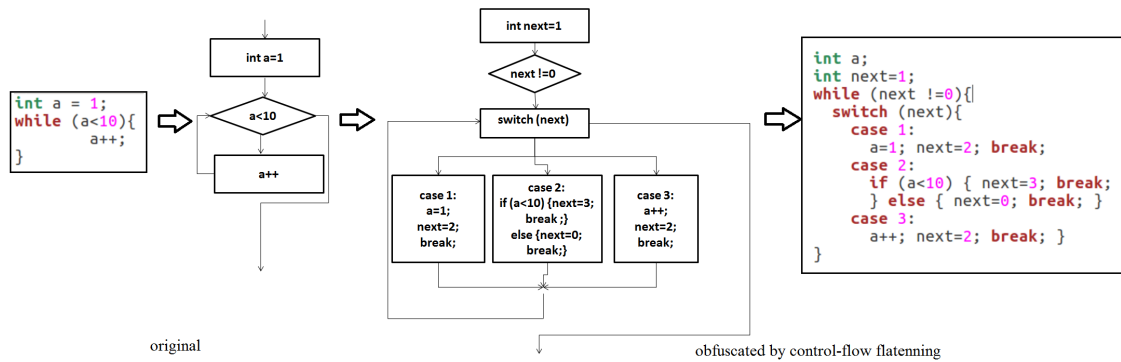 int a = 1;
while (a<10){
a++;
}
int a=1
a<10
a++
int next=1
next !=0
switch (next)
case 1:
a=1;
next=2;
break;
case 2:
if (a<10) {next=3;
break ;}
else {next=0;
break;}
case 3:
a++;
next=2;
break;
int a;
int next=1;
while (next !=0){
switch (next){
case 1:
a=1; next=2; break;
case 2:
if (a<10) { next=3; break;
} else { next=0; break; }
case 3:
a++; next=2; break; }
}
original
obfuscated by control-flow flatenning